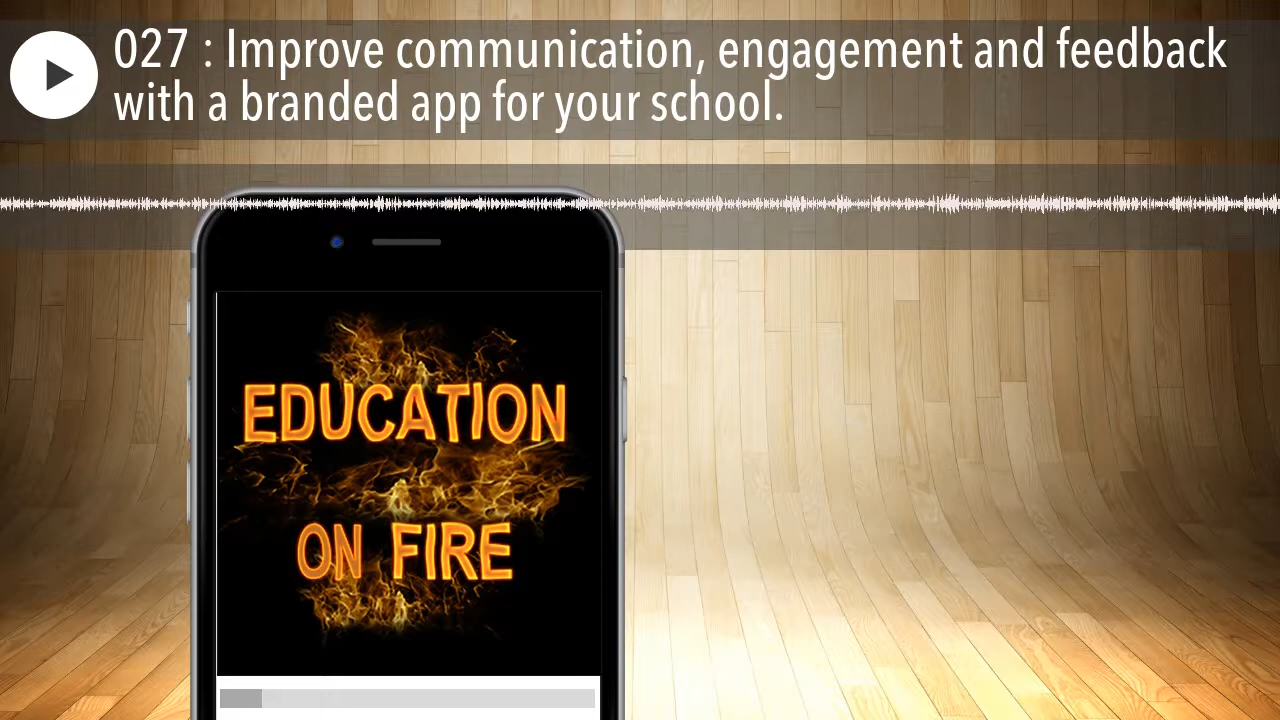 027 : Improve communication, engagement and feedback
with a branded app for your school.
EDUCATION
ON FIRE